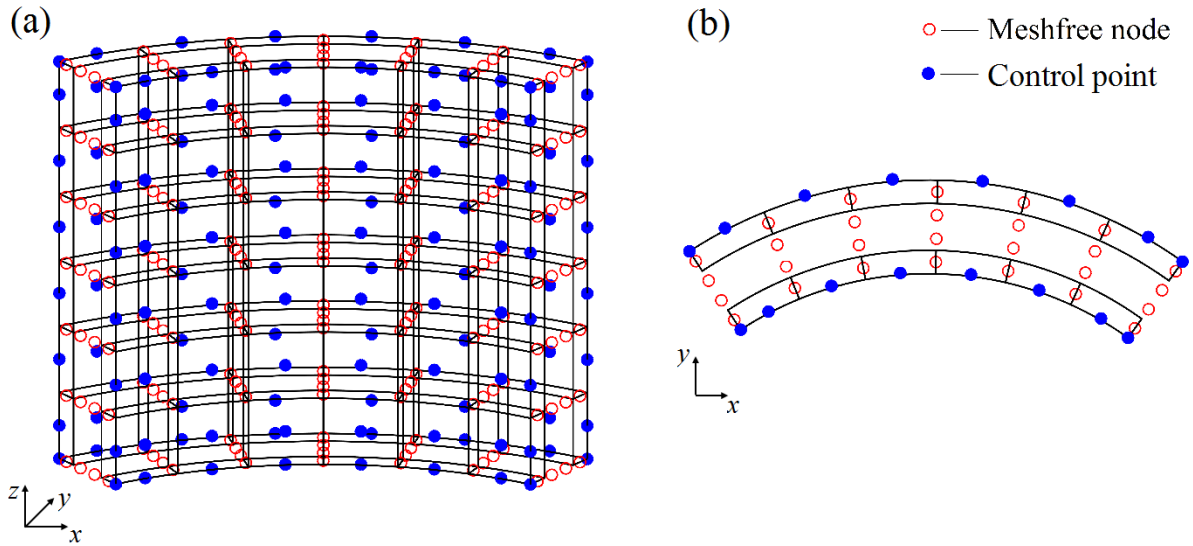 (a)
z
y
x
(b)
Meshfree node
Control point
y
x